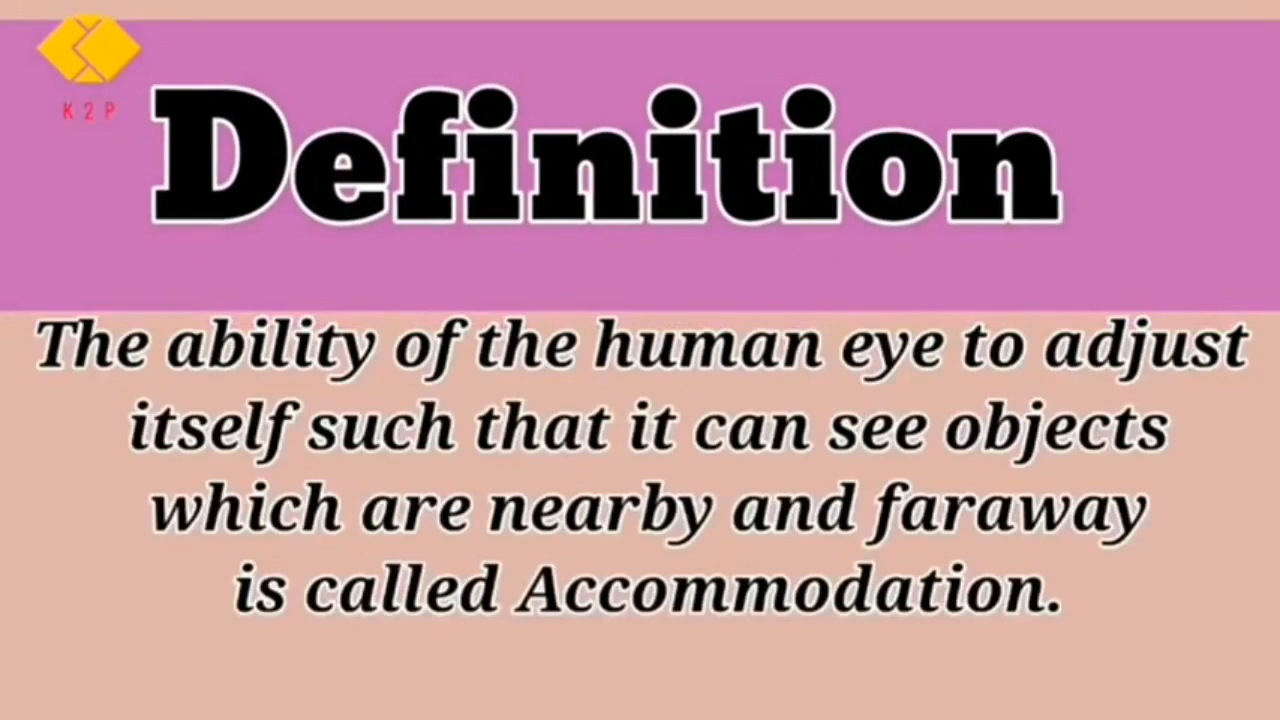 K2P
Definition
The ability of the human eye to adjust
itself such that it can see objects
which are nearby and faraway
is called Accommodation.